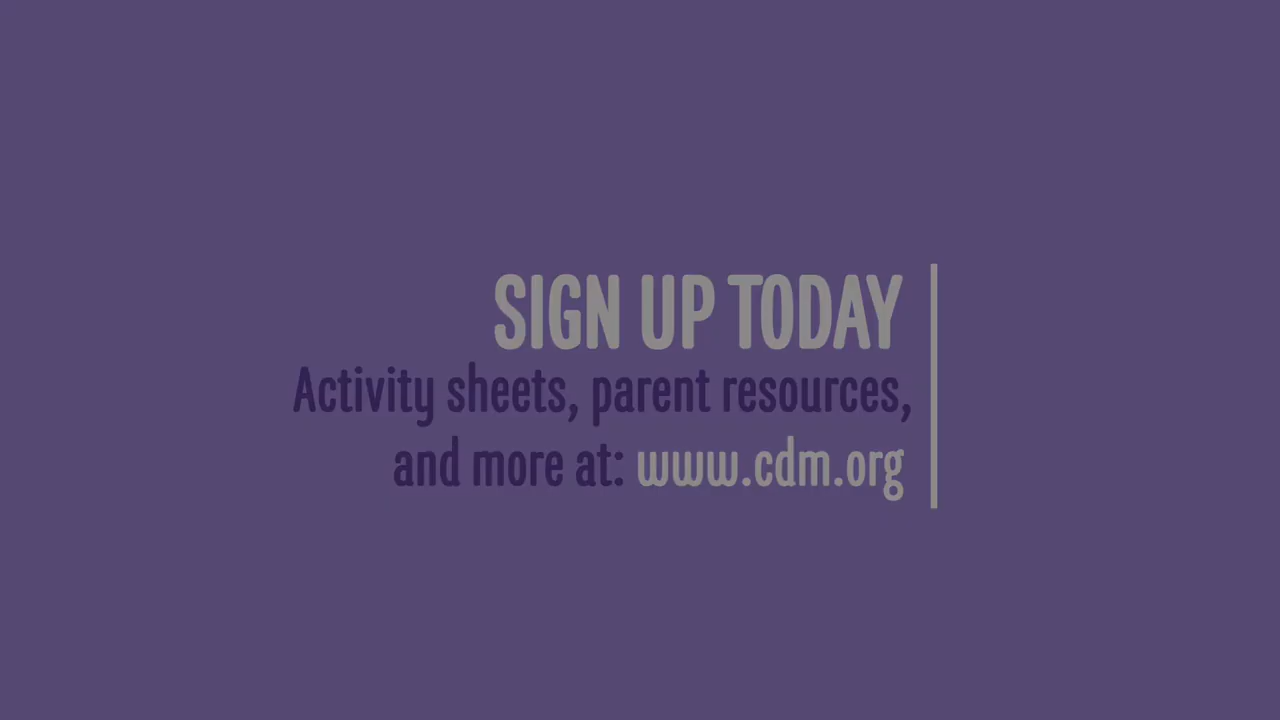 SIGN UP TODAY
Activity sheets, parent resources,
and more at: www.cdm.org